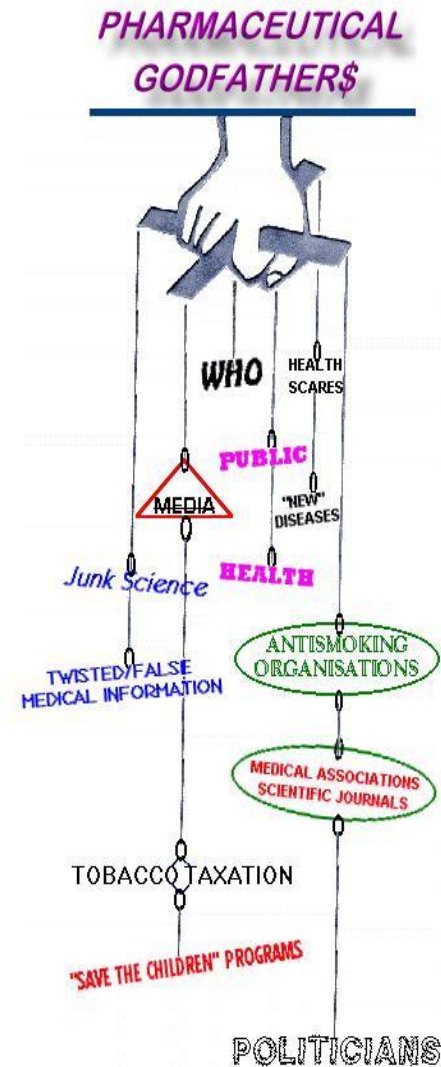 PHARMACEUTICAL
GODFATHER$
WHO
HEALTH
SCARES
PUBLIC
MEDIA
"NEW"
DISEASES
Junk Science
HEALTH
ANTISMOKING
ORGANISATIONS
TWISTED/FALSE
MEDICAL INFORMATION
MEDICAL ASSOCIATIONS
SCIENTIFIC JOURNALS
TOBACCO TAXATION
"SAVE THE CHILDREN" PROGRAMS
POLITICIANS